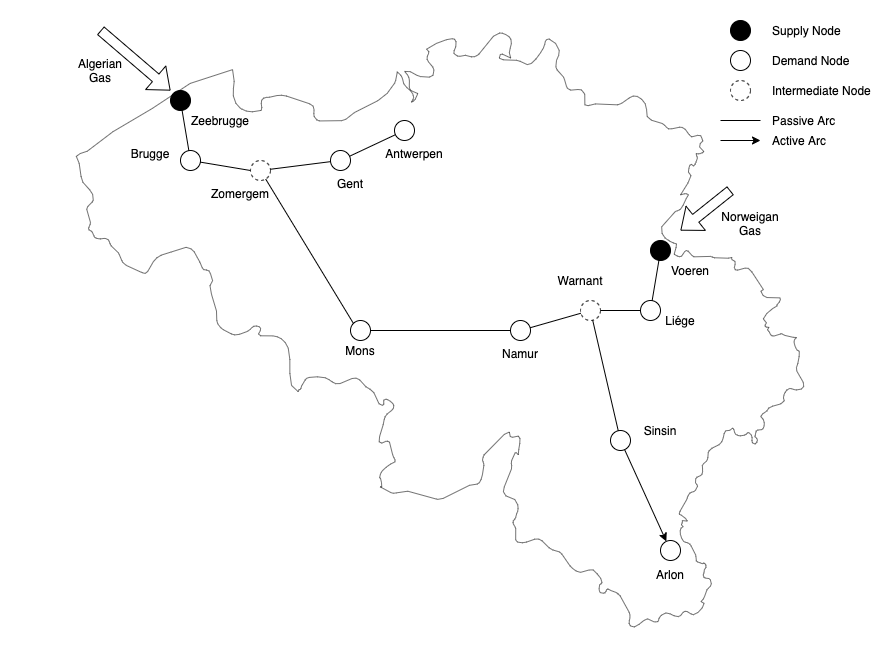 Supply Node
Demand Node
Intermediate Node
Passive Arc
Active Arc
Algerian
Gas
Zeebrugge
Brugge
Antwerpen
Gent
Zomergem
Norweigan
Gas
Voeren
Warnant
Liége
Mons
Namur
Sinsin
Arlon